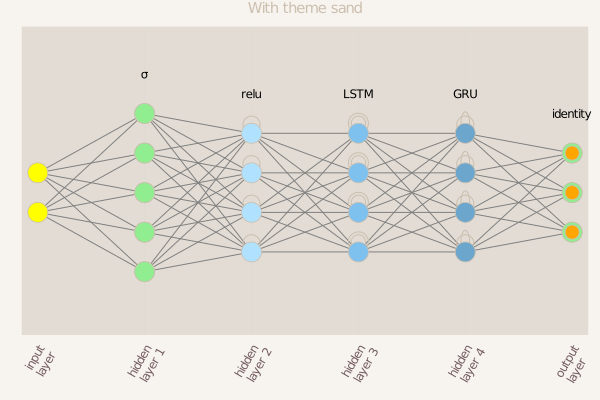 With theme sand
σ
relu
LSTM
GRU
identity
input
layer
hidden
layer 1
hidden
layer 2
hidden
layer 3
hidden
layer 4
output
layer